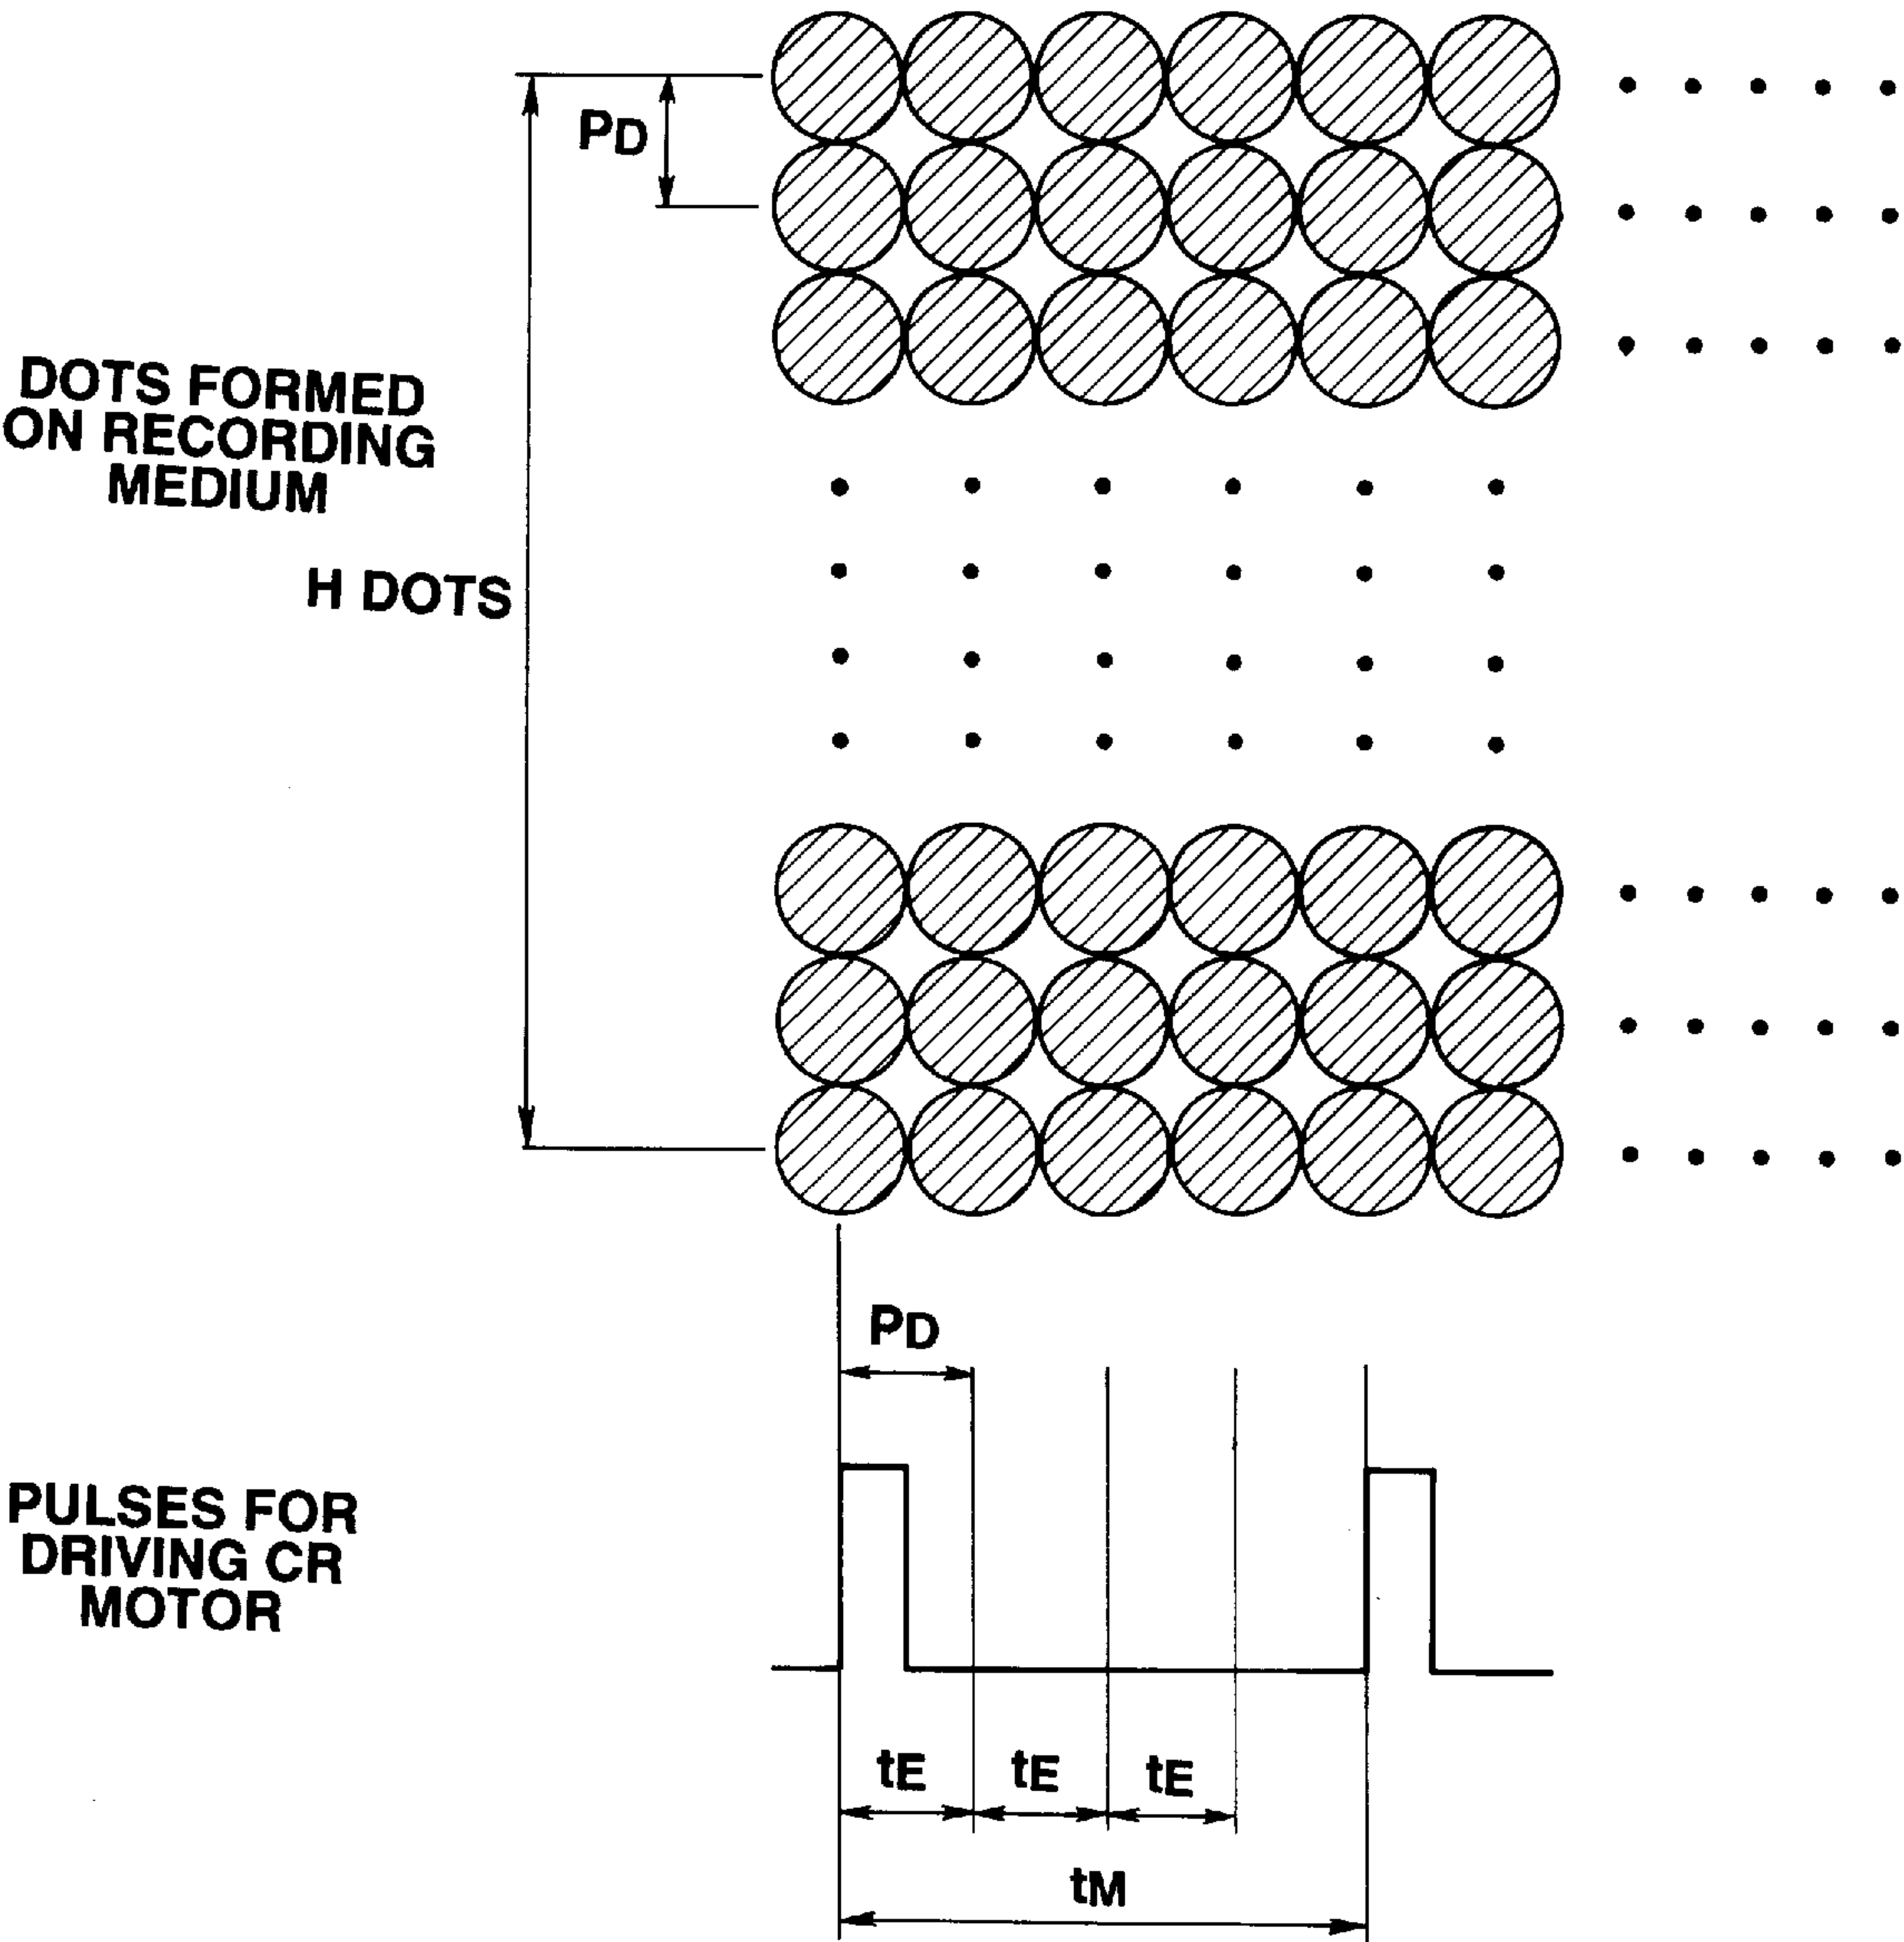 PD
DOTS FORMED
ON RECORDING
MEDIUM
H DOTS
PD
PULSES FOR
DRIVING CR
MOTOR
tE tE tE
tM